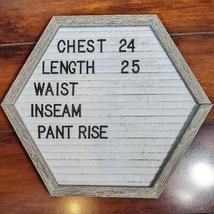 CHEST 24
LENGTH 25
WAIST
INSEAM
PANT RISE